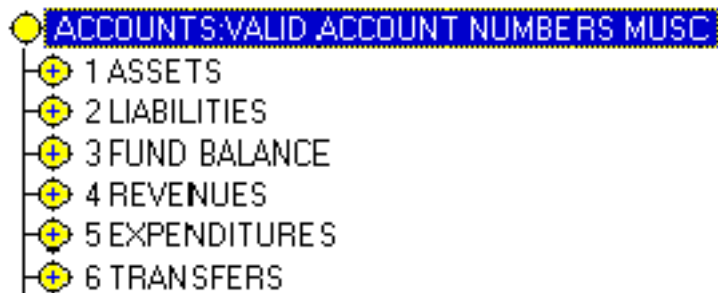 ACCOUNTS:VALID ACCOUNT NUMBERS MUSC
1 ASSETS
2 LIABILITIES
3 FUND BALANCE
4 REVENUES
5 EXPENDITURES
6 TRANSFERS